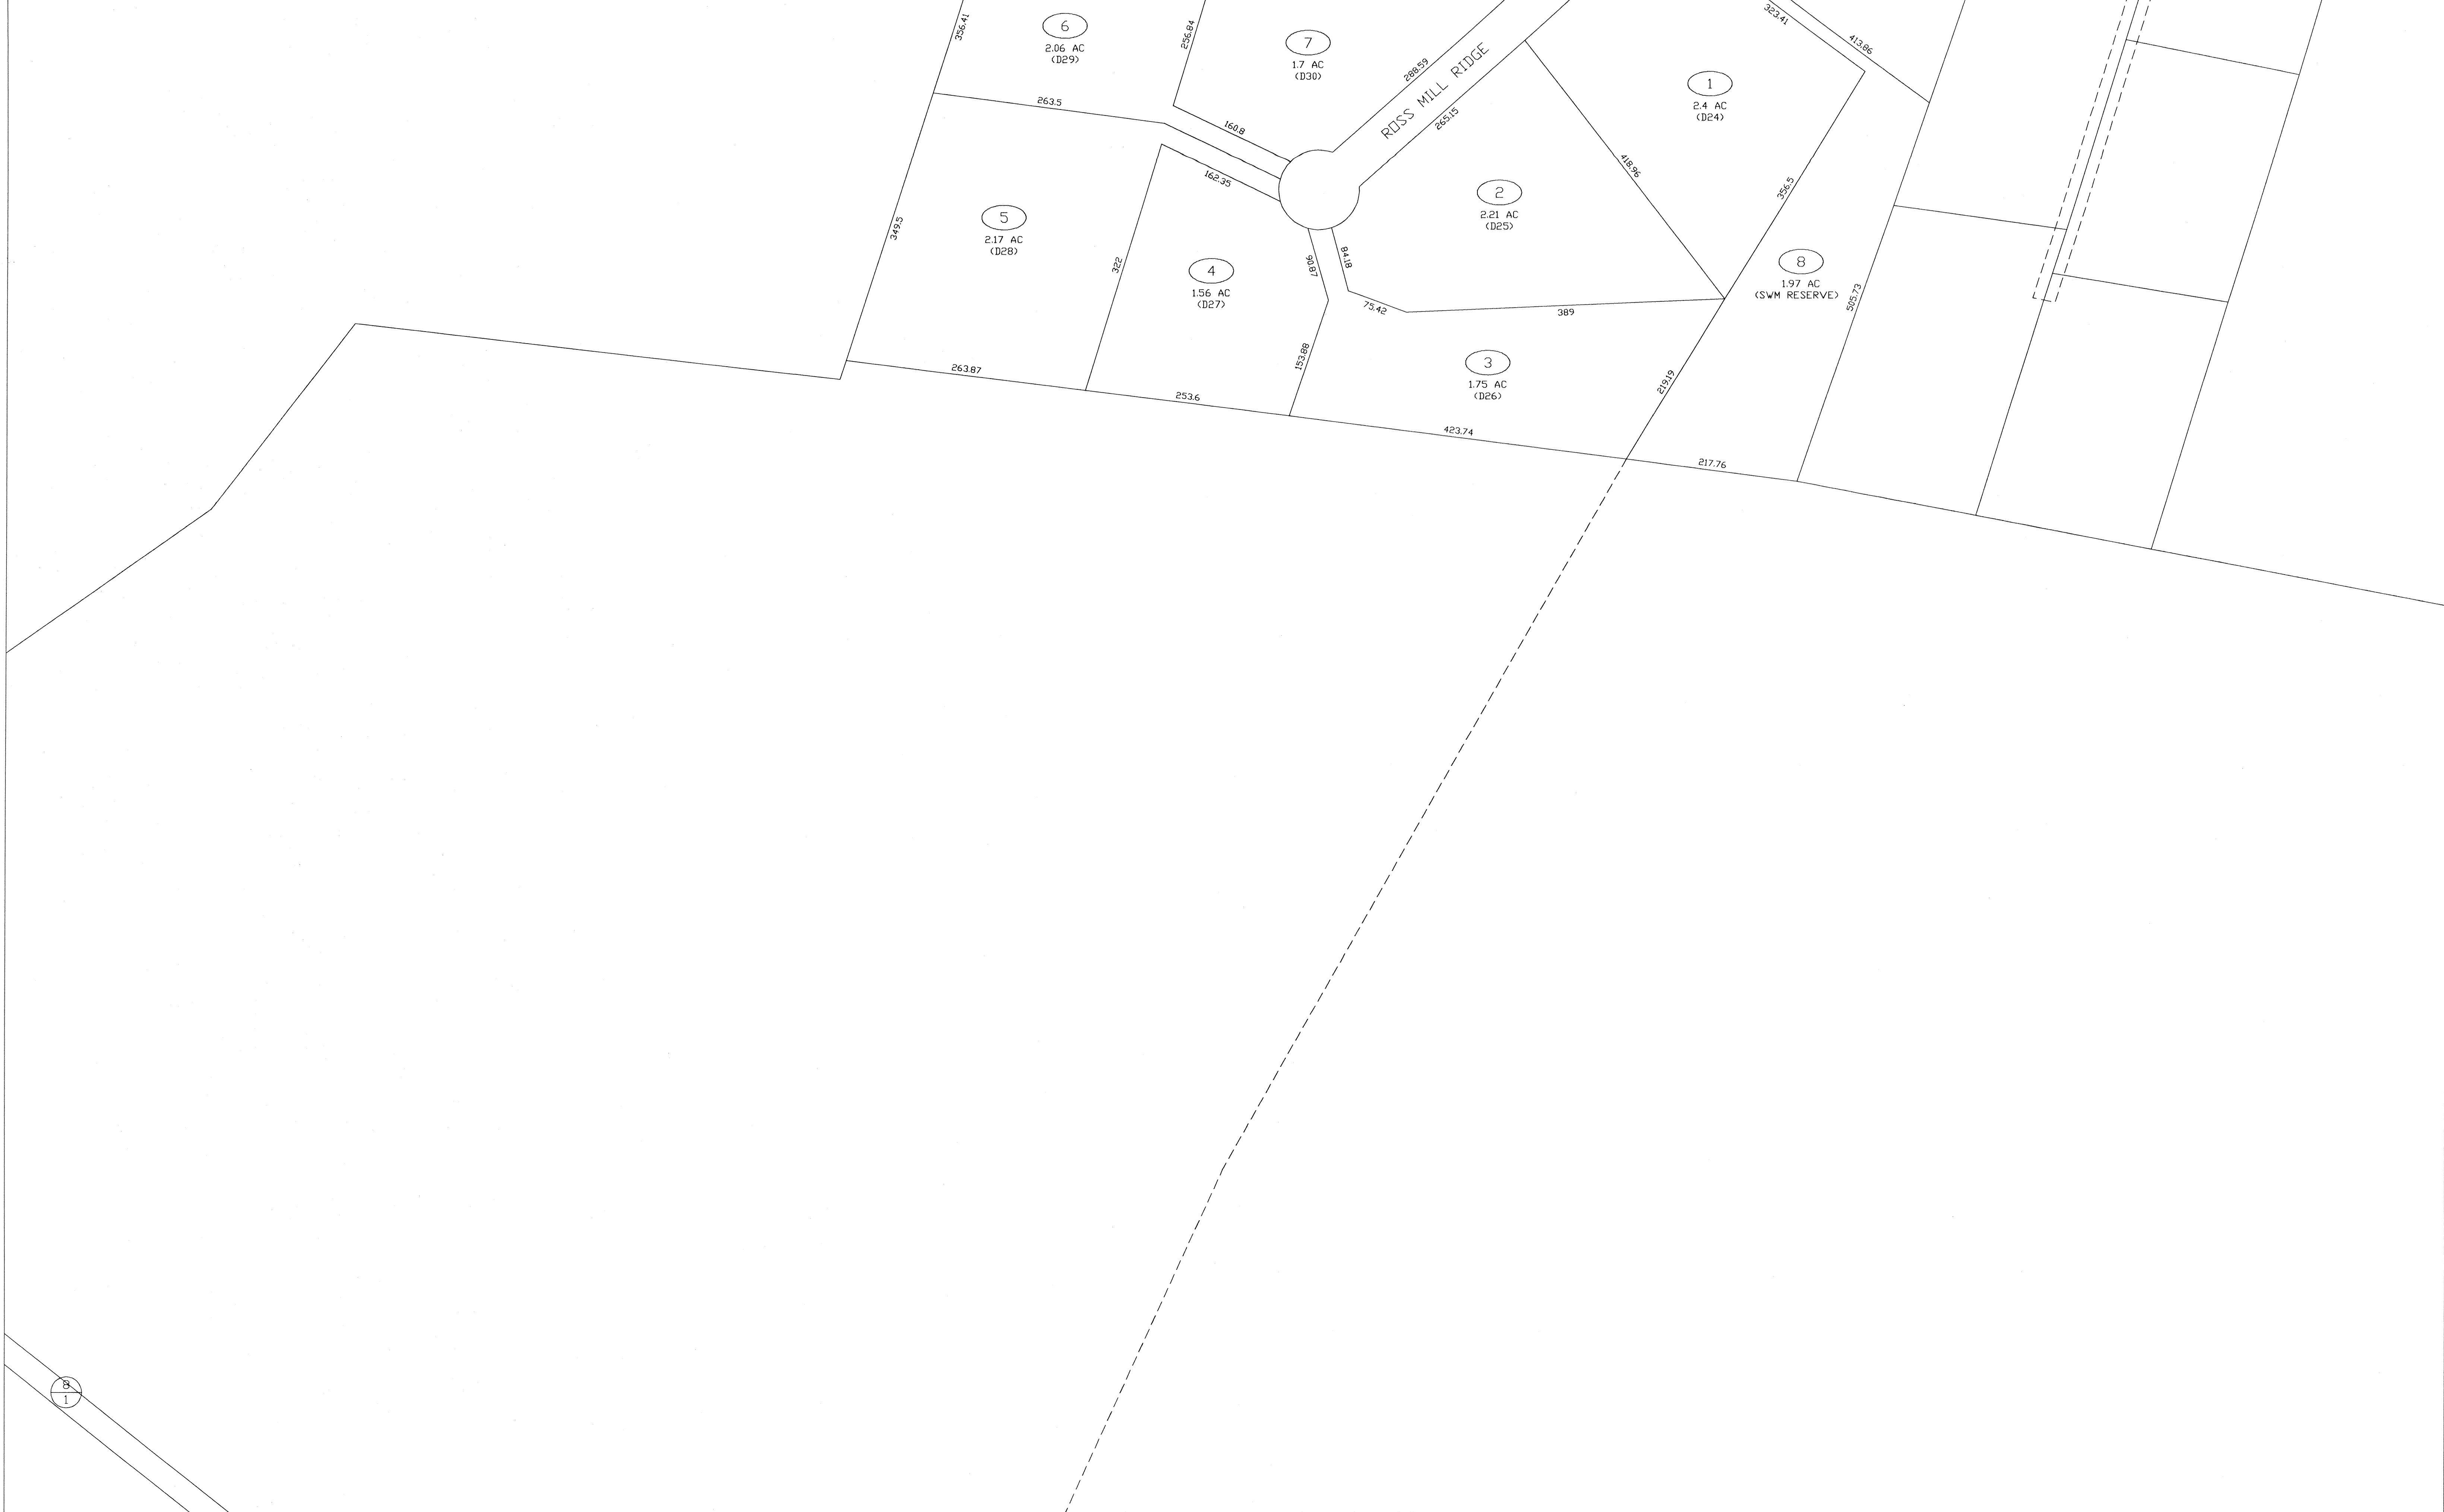 6
2.06 AC
(D29)
356.41
256.84
7
1.7 AC
(D30)
288.59
ROSS MILL RIDGE
265.15
323.41
413.86
1
2.4 AC
(D24)
263.5
160.8
162.35
418.96
356.5
2
2.21 AC
(D25)
5
2.17 AC
(D28)
349.5
322
4
1.56 AC
(D27)
90.87
84.18
75.42
389
8
1.97 AC
(SWM RESERVE)
505.73
153.88
3
1.75 AC
(D26)
219.19
263.87
253.6
423.74
217.76
8
1